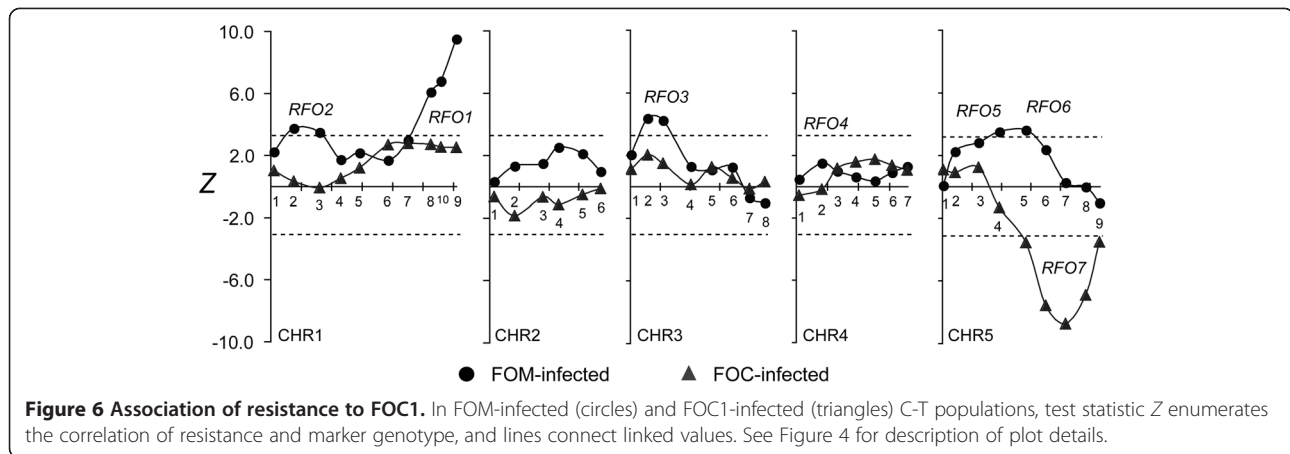 10.0
6.0
2.0
Z
-2.0
-6.0
-10.0
RFO2
RFO1
1 2 3 4 5 6 7 8 10 9
CHR1
1 2 3 4 5 6
CHR2
RFO3
1 2 3 4 5 6 7 8
CHR3
RFO4
1 2 3 4 5 6 7
CHR4
RFO5
RFO6
1 2 3 4 5 6 7 8 9
RFO7
CHR5
FOM-infected FOC-infected
Figure 6 Association of resistance to FOC1. In FOM-infected (circles) and FOC1-infected (triangles) C-T populations, test statistic Z enumerates
the correlation of resistance and marker genotype, and lines connect linked values. See Figure 4 for description of plot details.